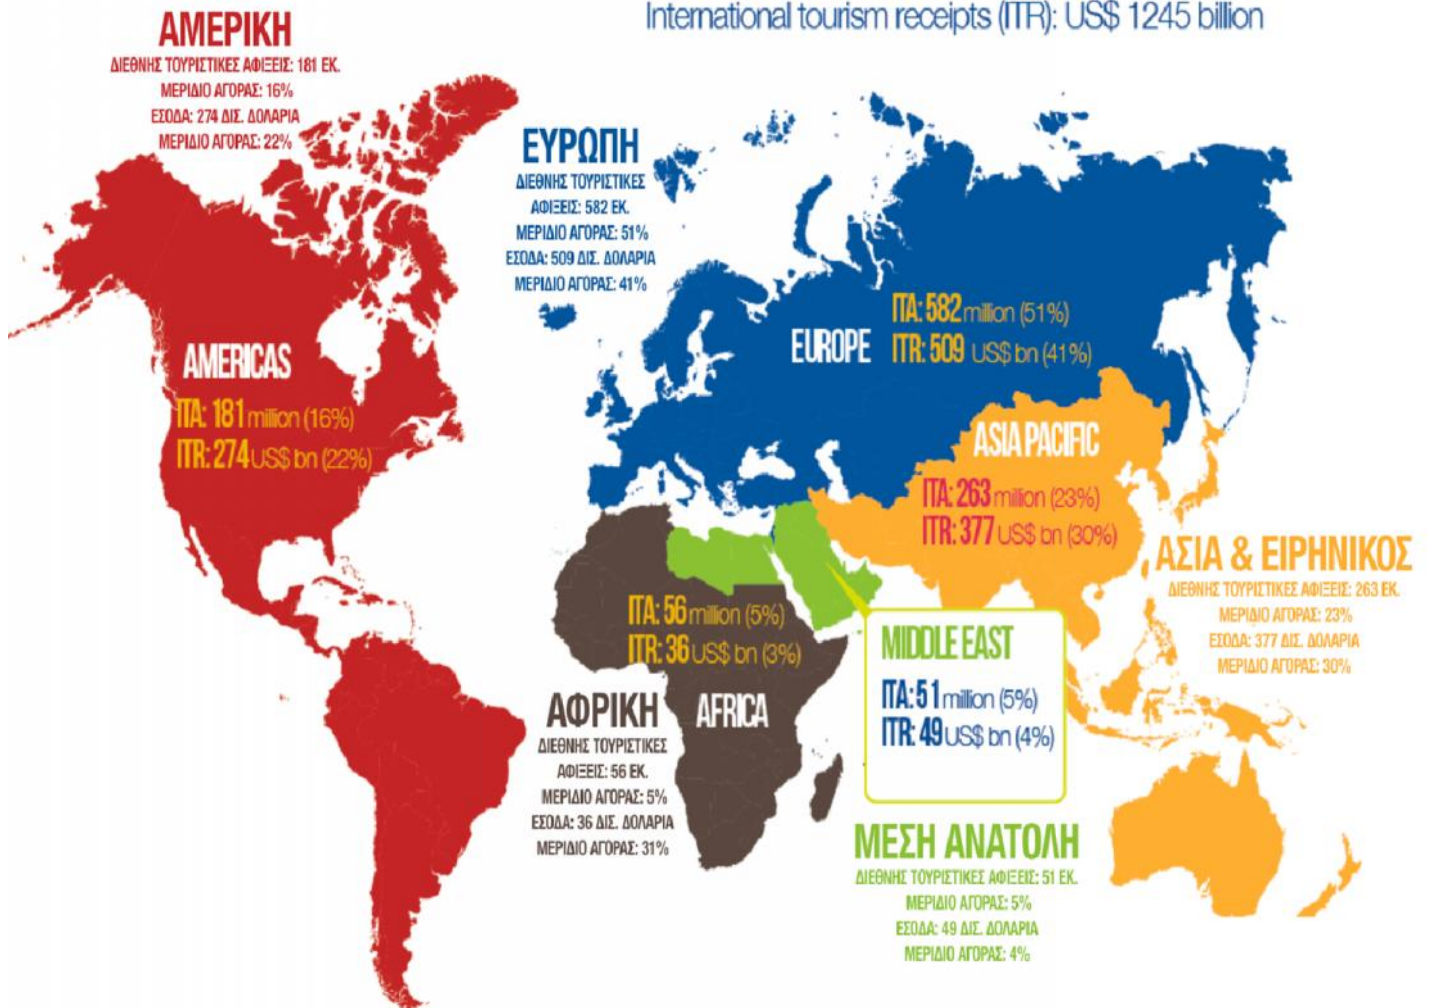 International tourism receipts (ITR): US$ 1245 billion
ΑΜΕΡΙΚΗ
ΔΙΕΘΝΗΣ ΤΟΥΡΙΣΤΙΚΕΣ ΑΦΙΞΕΙΣ: 181 ΕΚ.
ΜΕΡΙΔΙΟ ΑΓΟΡΑΣ: 16%
ΕΣΟΔΑ: 274 ΔΙΣ. ΔΟΛΑΡΙΑ
ΜΕΡΙΔΙΟ ΑΓΟΡΑΣ: 22%
ΕΥΡΩΠΗ
ΔΙΕΘΝΗΣ ΤΟΥΡΙΣΤΙΚΕΣ
ΑΦΙΞΕΙΣ: 582 ΕΚ.
ΜΕΡΙΔΙΟ ΑΓΟΡΑΣ: 51%
ΕΣΟΔΑ: 509 ΔΙΣ. ΔΟΛΑΡΙΑ
ΜΕΡΙΔΙΟ ΑΓΟΡΑΣ: 41%
AMERICAS
ITA: 181 million (16%)
ITR: 274 US$ bn (22%)
EUROPE
ITA: 582 million (51%)
ITR: 509 US$ bn (41%)
ASIA PACIFIC
ITA: 263 million (23%)
ITR: 377 US$ bn (30%)
ΑΣΙΑ & ΕΙΡΗΝΙΚΟΣ
ΔΙΕΘΝΗΣ ΤΟΥΡΙΣΤΙΚΕΣ ΑΦΙΞΕΙΣ: 263 ΕΚ.
ΜΕΡΙΔΙΟ ΑΓΟΡΑΣ: 23%
ΕΣΟΔΑ: 377 ΔΙΣ. ΔΟΛΑΡΙΑ
ΜΕΡΙΔΙΟ ΑΓΟΡΑΣ: 30%
ITA: 56 million (5%)
ITR: 36 US$ bn (3%)
AFRICA
ΑΦΡΙΚΗ
ΔΙΕΘΝΗΣ ΤΟΥΡΙΣΤΙΚΕΣ
ΑΦΙΞΕΙΣ: 56 ΕΚ.
ΜΕΡΙΔΙΟ ΑΓΟΡΑΣ: 5%
ΕΣΟΔΑ: 36 ΔΙΣ. ΔΟΛΑΡΙΑ
ΜΕΡΙΔΙΟ ΑΓΟΡΑΣ: 31%
MIDDLE EAST
ITA: 51 million (5%)
ITR: 49 US$ bn (4%)
ΜΕΣΗ ΑΝΑΤΟΛΗ
ΔΙΕΘΝΗΣ ΤΟΥΡΙΣΤΙΚΕΣ ΑΦΙΞΕΙΣ: 51 ΕΚ.
ΜΕΡΙΔΙΟ ΑΓΟΡΑΣ: 5%
ΕΣΟΔΑ: 49 ΔΙΣ. ΔΟΛΑΡΙΑ
ΜΕΡΙΔΙΟ ΑΓΟΡΑΣ: 4%